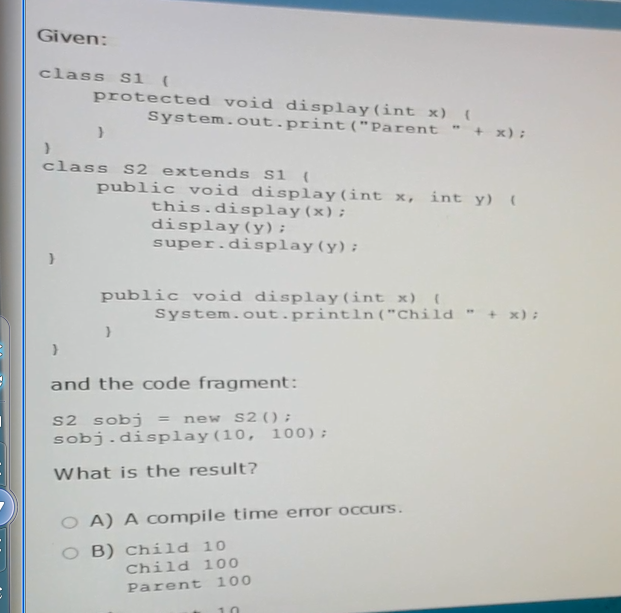 Given:
class S1 {
protected void display(int x) {
System.out.print("Parent " + x);
}
}
class S2 extends S1 {
public void display(int x, int y) {
this.display(x);
display(y);
super.display(y);
}
public void display(int x) {
System.out.println("Child " + x);
}
}
and the code fragment:
S2 sobj = new S2();
sobj.display(10, 100);
What is the result?
A) A compile time error occurs.
B) Child 10
Child 100
Parent 100
10